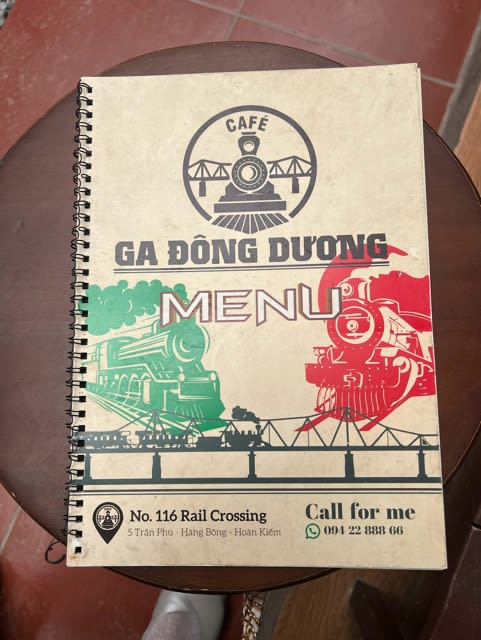 CAFÉ
GA ĐÔNG DƯƠNG
MENU
No. 116 Rail Crossing
5 Trần Phú - Hàng Bông - Hoàn Kiếm
Call for me
094 22 888 66